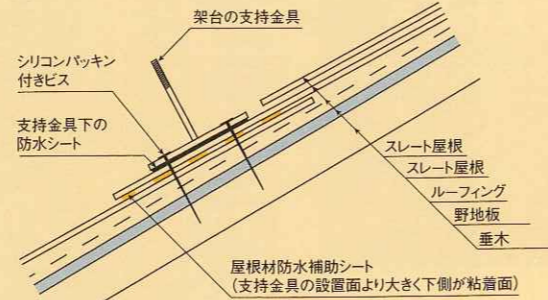 架台の支持金具
シリコンパッキン
付きビス
支持金具下の
防水シート
スレート屋根
スレート屋根
ルーフィング
野地板
垂木
屋根材防水補助シート
(支持金具の設置面より大きく下側が粘着面)